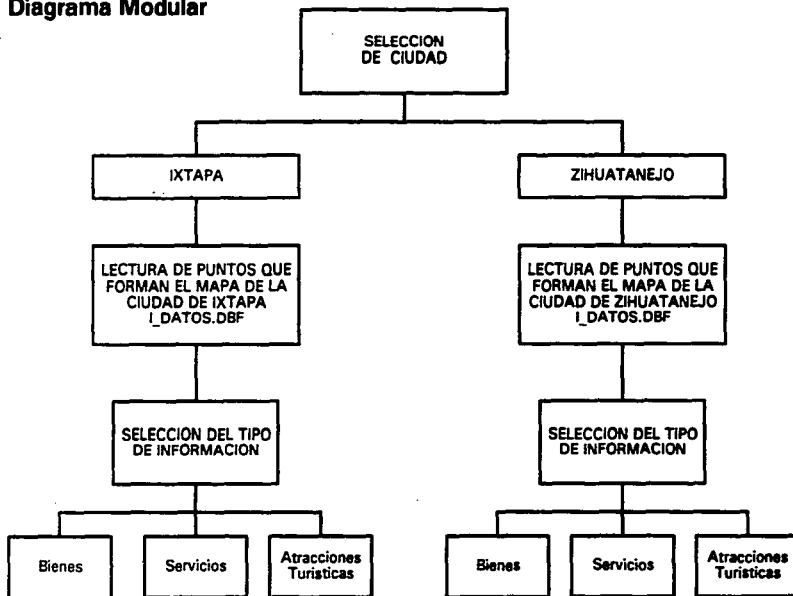 Diagrama Modular
SELECCION
DE CIUDAD
IXTAPA
ZIHUATANEJO
LECTURA DE PUNTOS QUE
FORMAN EL MAPA DE LA
CIUDAD DE IXTAPA
I_DATOS.DBF
LECTURA DE PUNTOS QUE
FORMAN EL MAPA DE LA
CIUDAD DE ZIHUATANEJO
I_DATOS.DBF
SELECCION DEL TIPO
DE INFORMACION
SELECCION DEL TIPO
DE INFORMACION
Bienes
Servicios
Atracciones
Turisticas
Bienes
Servicios
Atracciones
Turisticas